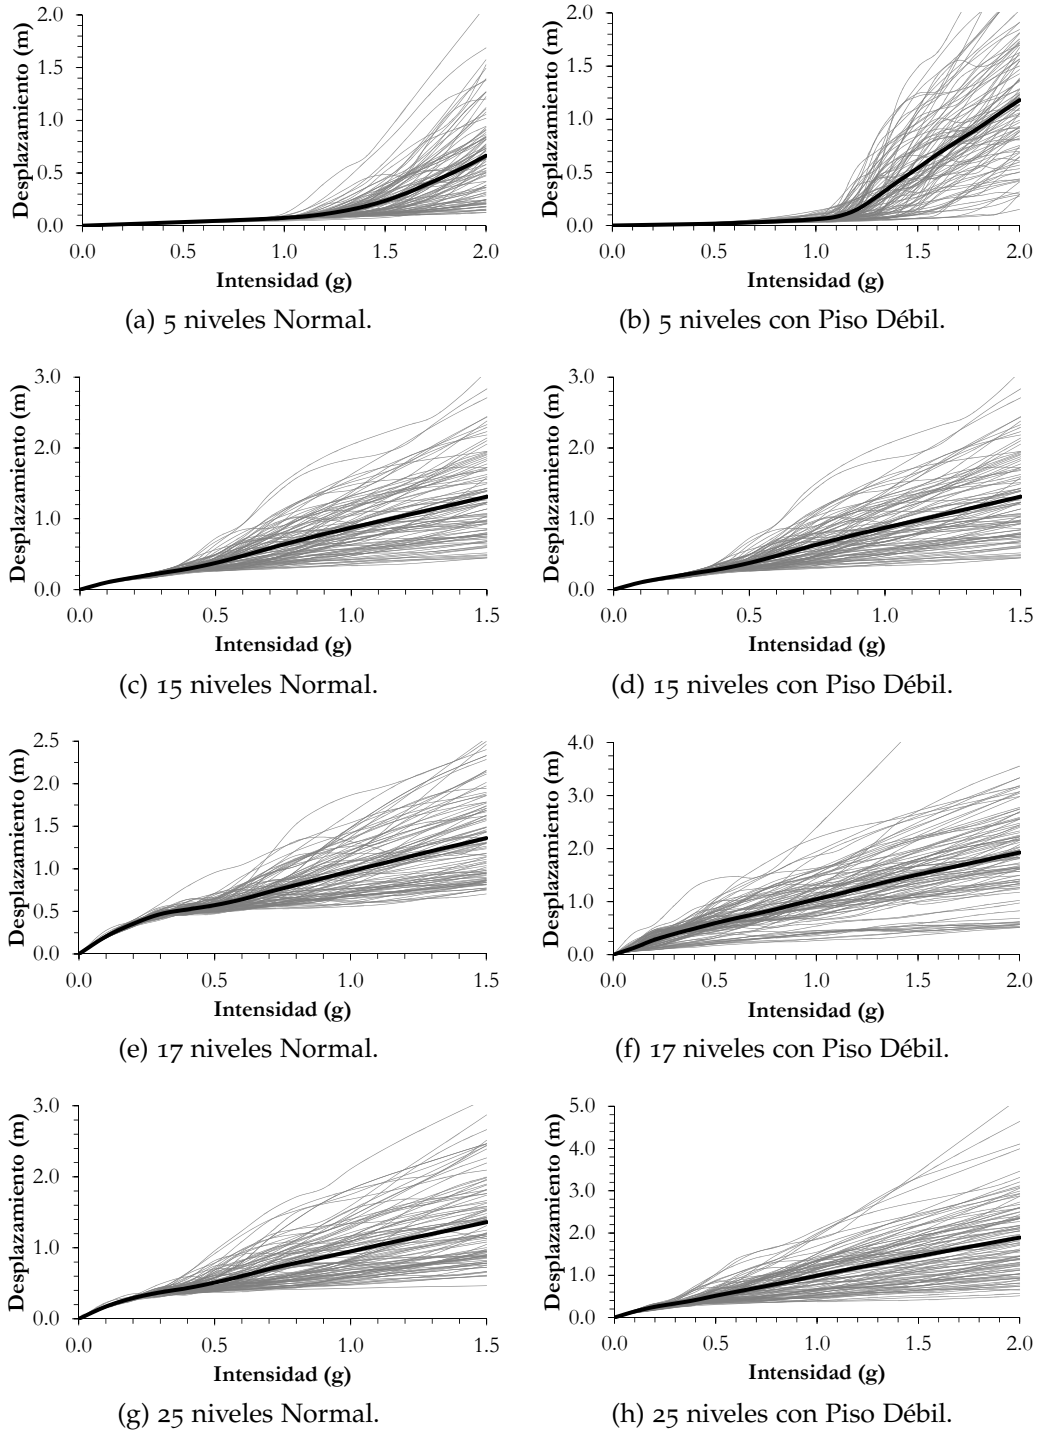 2.0
1.5
1.0
0.5
0.0
Desplazamiento (m)
0.0 0.5 1.0 1.5 2.0
Intensidad (g)
(a) 5 niveles Normal.
2.0
1.5
1.0
0.5
0.0
Desplazamiento (m)
0.0 0.5 1.0 1.5 2.0
Intensidad (g)
(b) 5 niveles con Piso Débil.
3.0
2.0
1.0
0.0
Desplazamiento (m)
0.0 0.5 1.0 1.5
Intensidad (g)
(c) 15 niveles Normal.
3.0
2.0
1.0
0.0
Desplazamiento (m)
0.0 0.5 1.0 1.5
Intensidad (g)
(d) 15 niveles con Piso Débil.
2.5
2.0
1.5
1.0
0.5
0.0
Desplazamiento (m)
0.0 0.5 1.0 1.5
Intensidad (g)
(e) 17 niveles Normal.
4.0
3.0
2.0
1.0
0.0
Desplazamiento (m)
0.0 0.5 1.0 1.5 2.0
Intensidad (g)
(f) 17 niveles con Piso Débil.
3.0
2.0
1.0
0.0
Desplazamiento (m)
0.0 0.5 1.0 1.5
Intensidad (g)
(g) 25 niveles Normal.
5.0
4.0
3.0
2.0
1.0
0.0
Desplazamiento (m)
0.0 0.5 1.0 1.5 2.0
Intensidad (g)
(h) 25 niveles con Piso Débil.